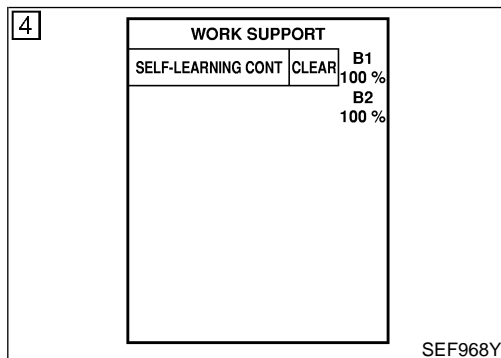 4
WORK SUPPORT
SELF-LEARNING CONT CLEAR B1
100 %
B2
100 %
SEF968Y